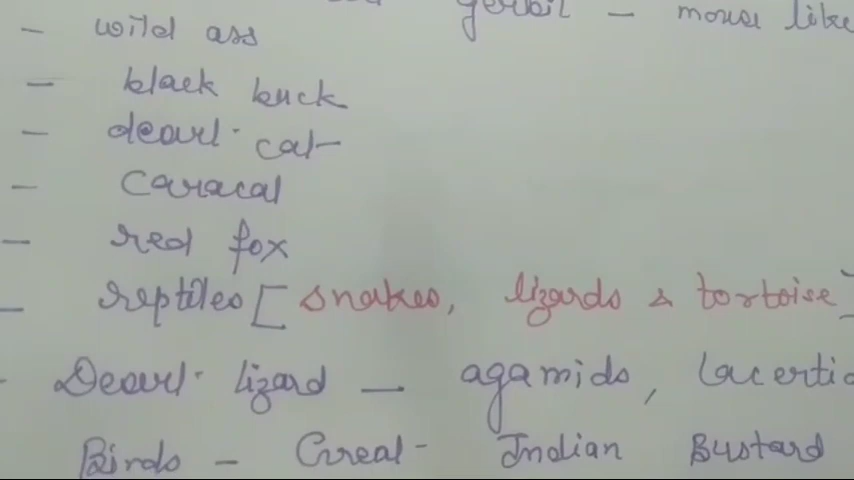 gerbil - mouse like
- wild ass
- black buck
- desert cat
- Caracal
- red fox
- reptiles [snakes, lizards & tortoise]
- Desert lizard - agamids,
Birds - Great Indian Bustard